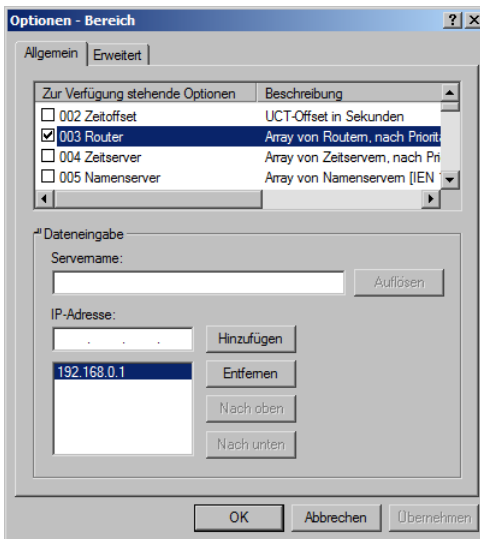 Optionen - Bereich
Allgemein Erweitert
Zur Verfügung stehende Optionen Beschreibung
002 Zeitoffset UCT-Offset in Sekunden
003 Router Array von Routern, nach Priorit
004 Zeitserver Array von Zeitservern, nach Pri
005 Namenserver Array von Namenservern [IEN
Dateneingabe
Servername:
Auflösen
IP-Adresse:
Hinzufügen
192.168.0.1 Entfernen
Nach oben
Nach unten
OK Abbrechen Übernehmen